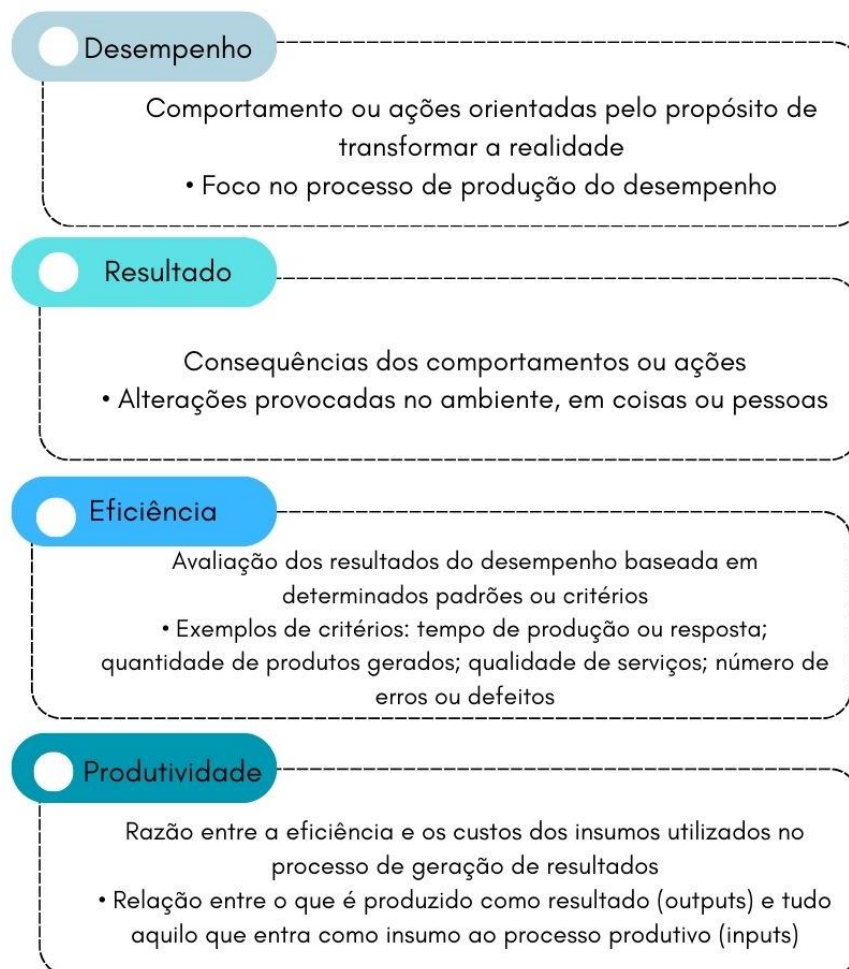 Desempenho
Comportamento ou ações orientadas pelo propósito de
transformar a realidade
• Foco no processo de produção do desempenho
Resultado
Consequências dos comportamentos ou ações
• Alterações provocadas no ambiente, em coisas ou pessoas
Eficiência
Avaliação dos resultados do desempenho baseada em
determinados padrões ou critérios
• Exemplos de critérios: tempo de produção ou resposta;
quantidade de produtos gerados; qualidade de serviços; número de
erros ou defeitos
Produtividade
Razão entre a eficiência e os custos dos insumos utilizados no
processo de geração de resultados
• Relação entre o que é produzido como resultado (outputs) e tudo
aquilo que entra como insumo ao processo produtivo (inputs)